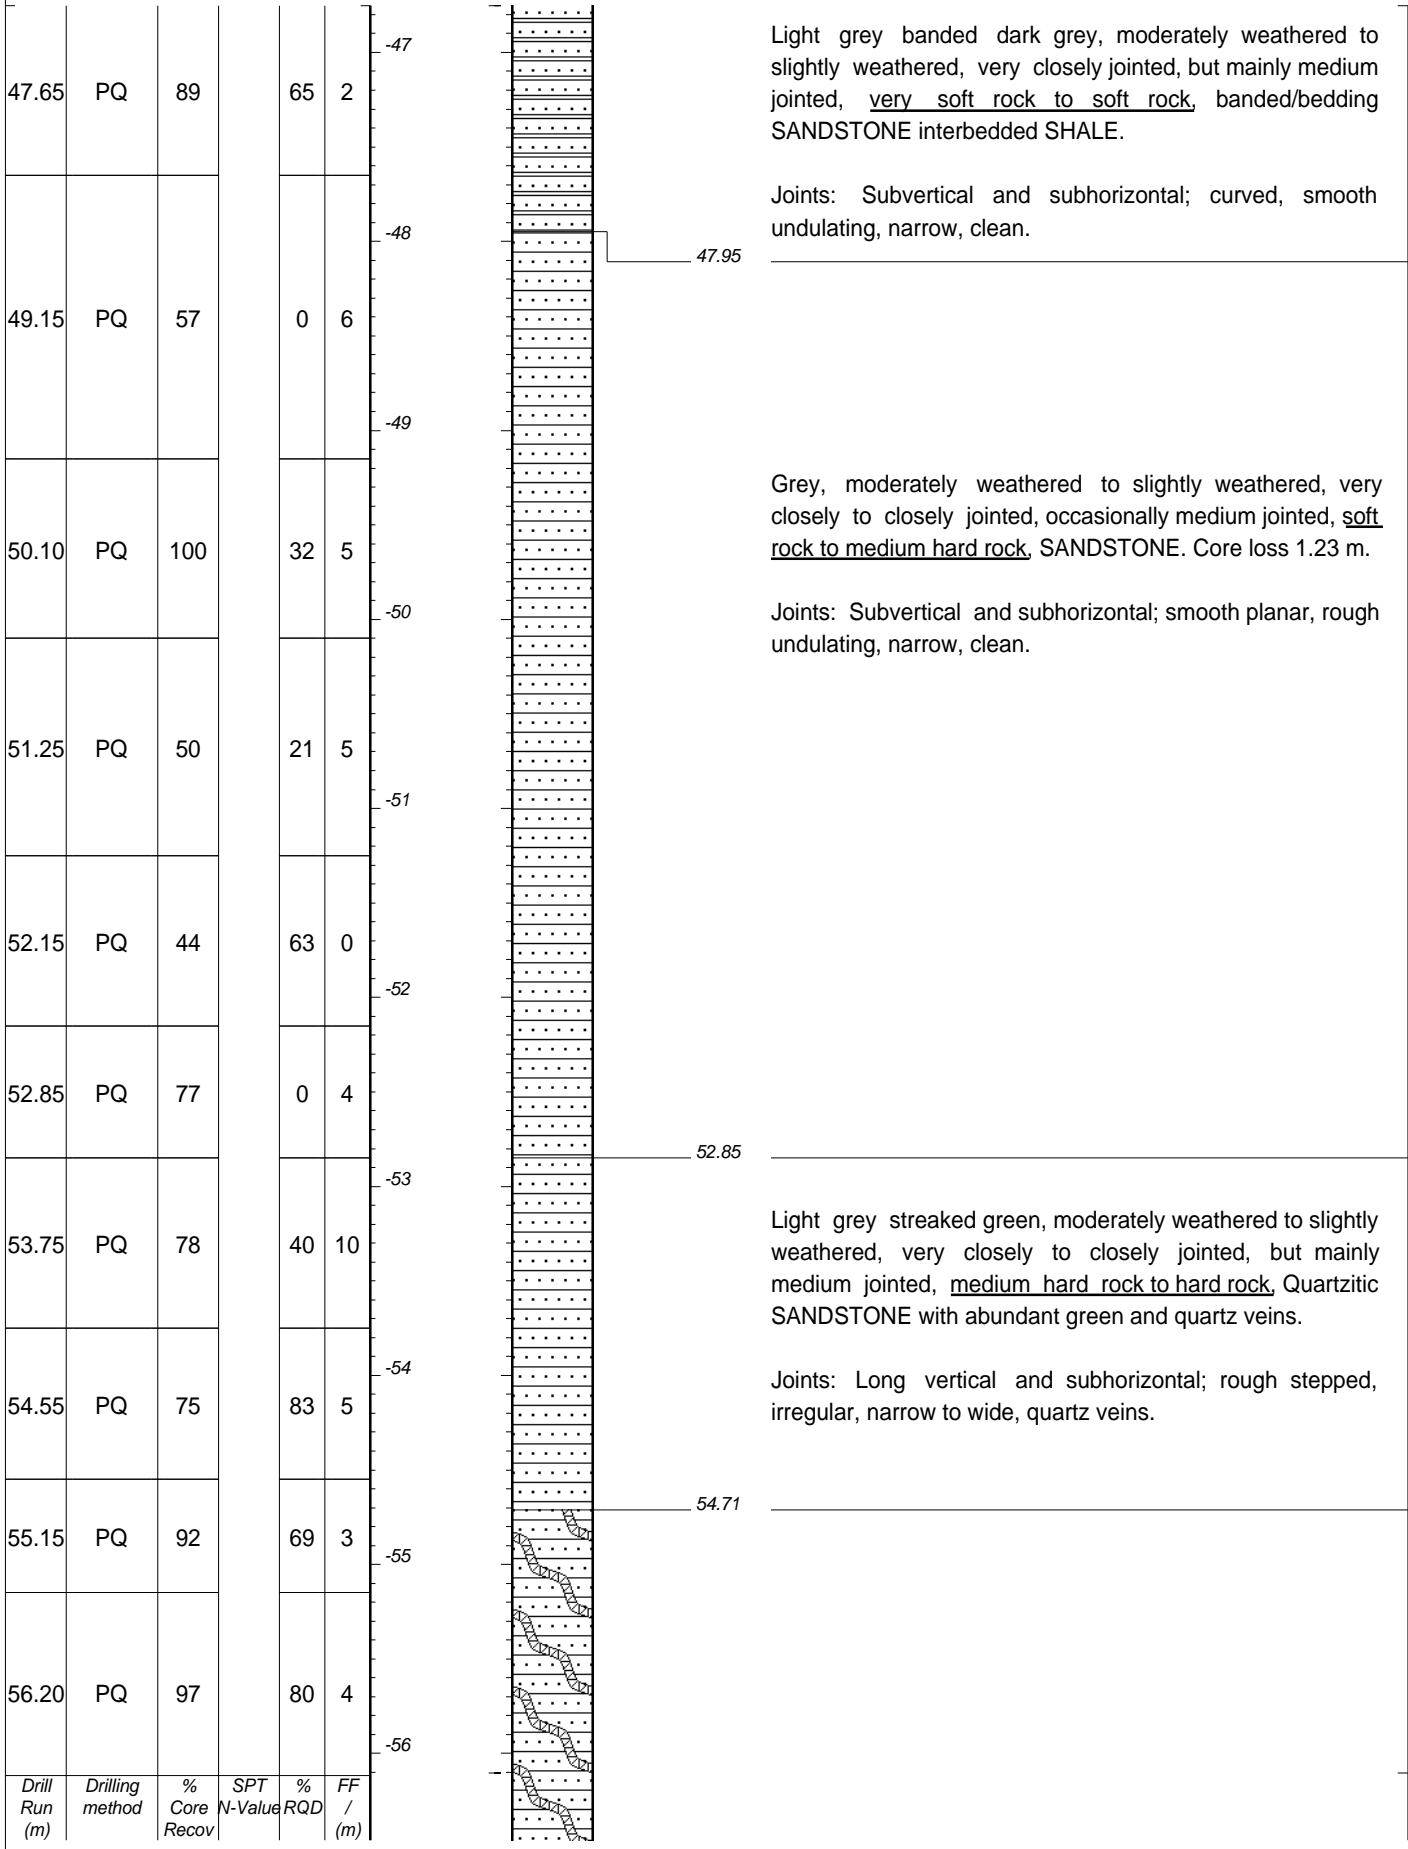 -47
Light grey banded dark grey, moderately weathered to
slightly weathered, very closely jointed, but mainly medium
jointed, very soft rock to soft rock, banded/bedding
SANDSTONE interbedded SHALE.
47.65 PQ 89 65 2
Joints: Subvertical and subhorizontal; curved, smooth
undulating, narrow, clean.
-48
47.95
49.15 PQ 57 0 6
-49
Grey, moderately weathered to slightly weathered, very
closely to closely jointed, occasionally medium jointed, soft
rock to medium hard rock, SANDSTONE. Core loss 1.23 m.
50.10 PQ 100 32 5
-50
Joints: Subvertical and subhorizontal; smooth planar, rough
undulating, narrow, clean.
51.25 PQ 50 21 5
-51
52.15 PQ 44 63 0
-52
52.85 PQ 77 0 4
52.85
-53
Light grey streaked green, moderately weathered to slightly
weathered, very closely to closely jointed, but mainly
medium jointed, medium hard rock to hard rock, Quartzitic
SANDSTONE with abundant green and quartz veins.
53.75 PQ 78 40 10
-54
Joints: Long vertical and subhorizontal; rough stepped,
irregular, narrow to wide, quartz veins.
54.55 PQ 75 83 5
54.71
55.15 PQ 92 69 3
-55
56.20 PQ 97 80 4
-56
Drill Drilling % SPT % FF
Run method Core N-Value RQD /
(m) Recov (m)